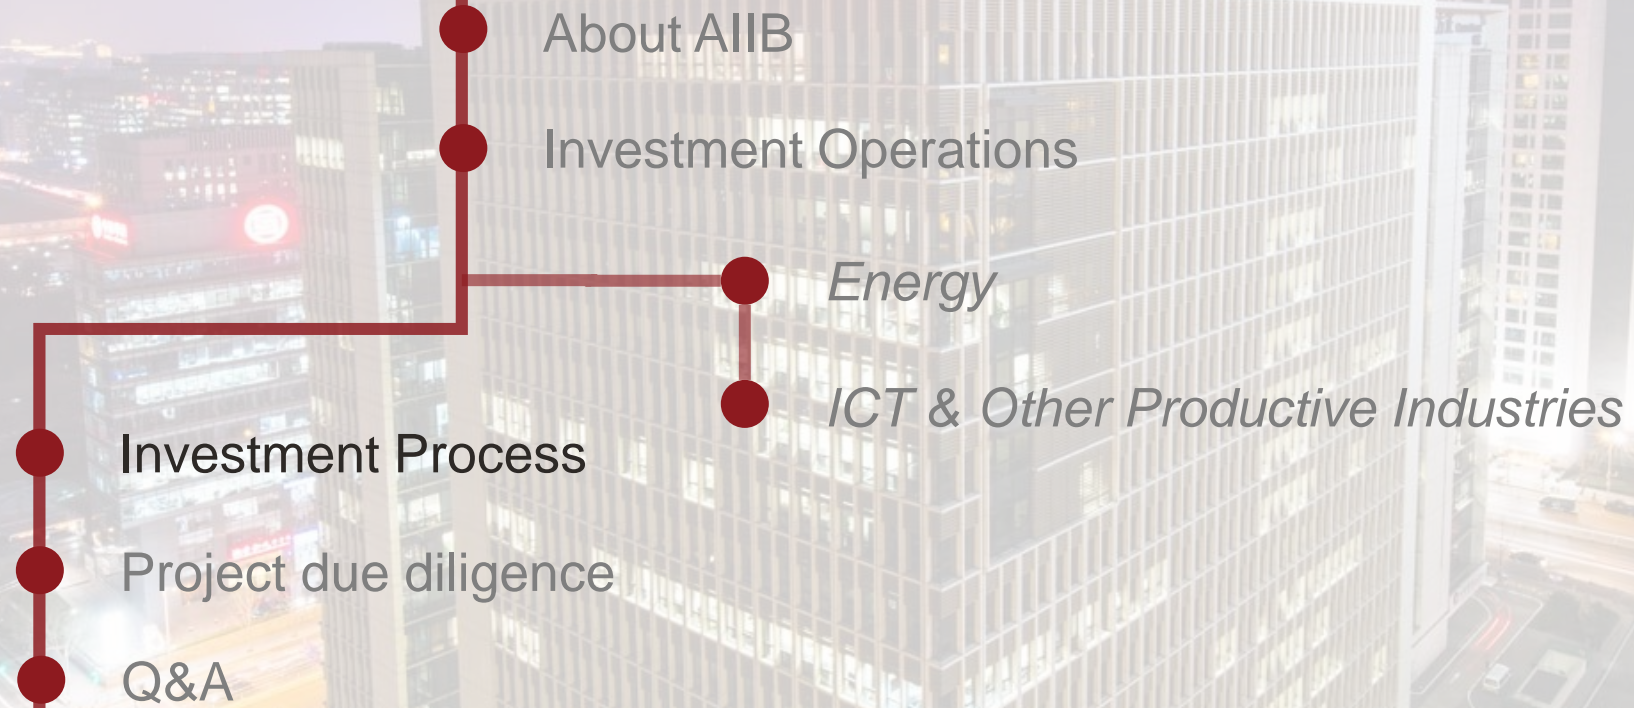 About AIIB
Investment Operations
Energy
ICT & Other Productive Industries
Investment Process
Project due diligence
Q&A